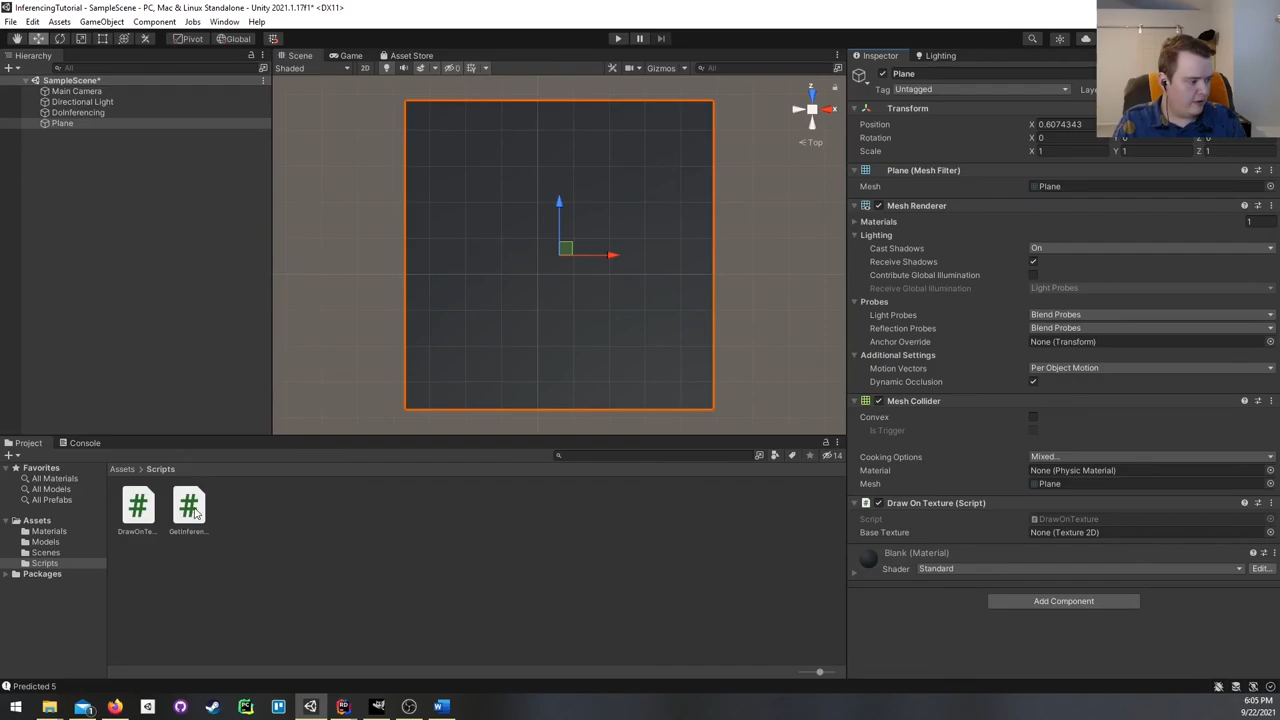 InferencingTutorial - SampleScene - PC, Mac & Linux Standalone - Unity 2021.1.17f1* <DX11>
File Edit Assets GameObject Component Jobs Window Help
Pivot Global
Hierarchy
All
SampleScene*
Main Camera
Directional Light
DoInferencing
Plane
Scene Game Asset Store
Shaded 2D 0 Gizmos All
z
x
< Top
Inspector Lighting
Plane
Tag Untagged
Transform
Position X 0.6074343
Rotation X 0 Y 0 Z 0
Scale X 1 Y 1 Z 1
Plane (Mesh Filter)
Mesh Plane
Mesh Renderer
Materials 1
Lighting
Cast Shadows On
Receive Shadows
Contribute Global Illumination
Receive Global Illumination Light Probes
Probes
Light Probes Blend Probes
Reflection Probes Blend Probes
Anchor Override None (Transform)
Additional Settings
Motion Vectors Per Object Motion
Dynamic Occlusion
Mesh Collider
Convex
Is Trigger
Cooking Options Mixed...
Material None (Physic Material)
Mesh Plane
Draw On Texture (Script)
Script DrawOnTexture
Base Texture None (Texture 2D)
Blank (Material)
Shader Standard Edit...
Add Component
Project Console
14
Favorites
All Materials
All Models
All Prefabs
Assets
Materials
Models
Scenes
Scripts
Packages
Assets > Scripts
DrawOnTe... GetInferen...
Predicted 5
6:05 PM
9/22/2021